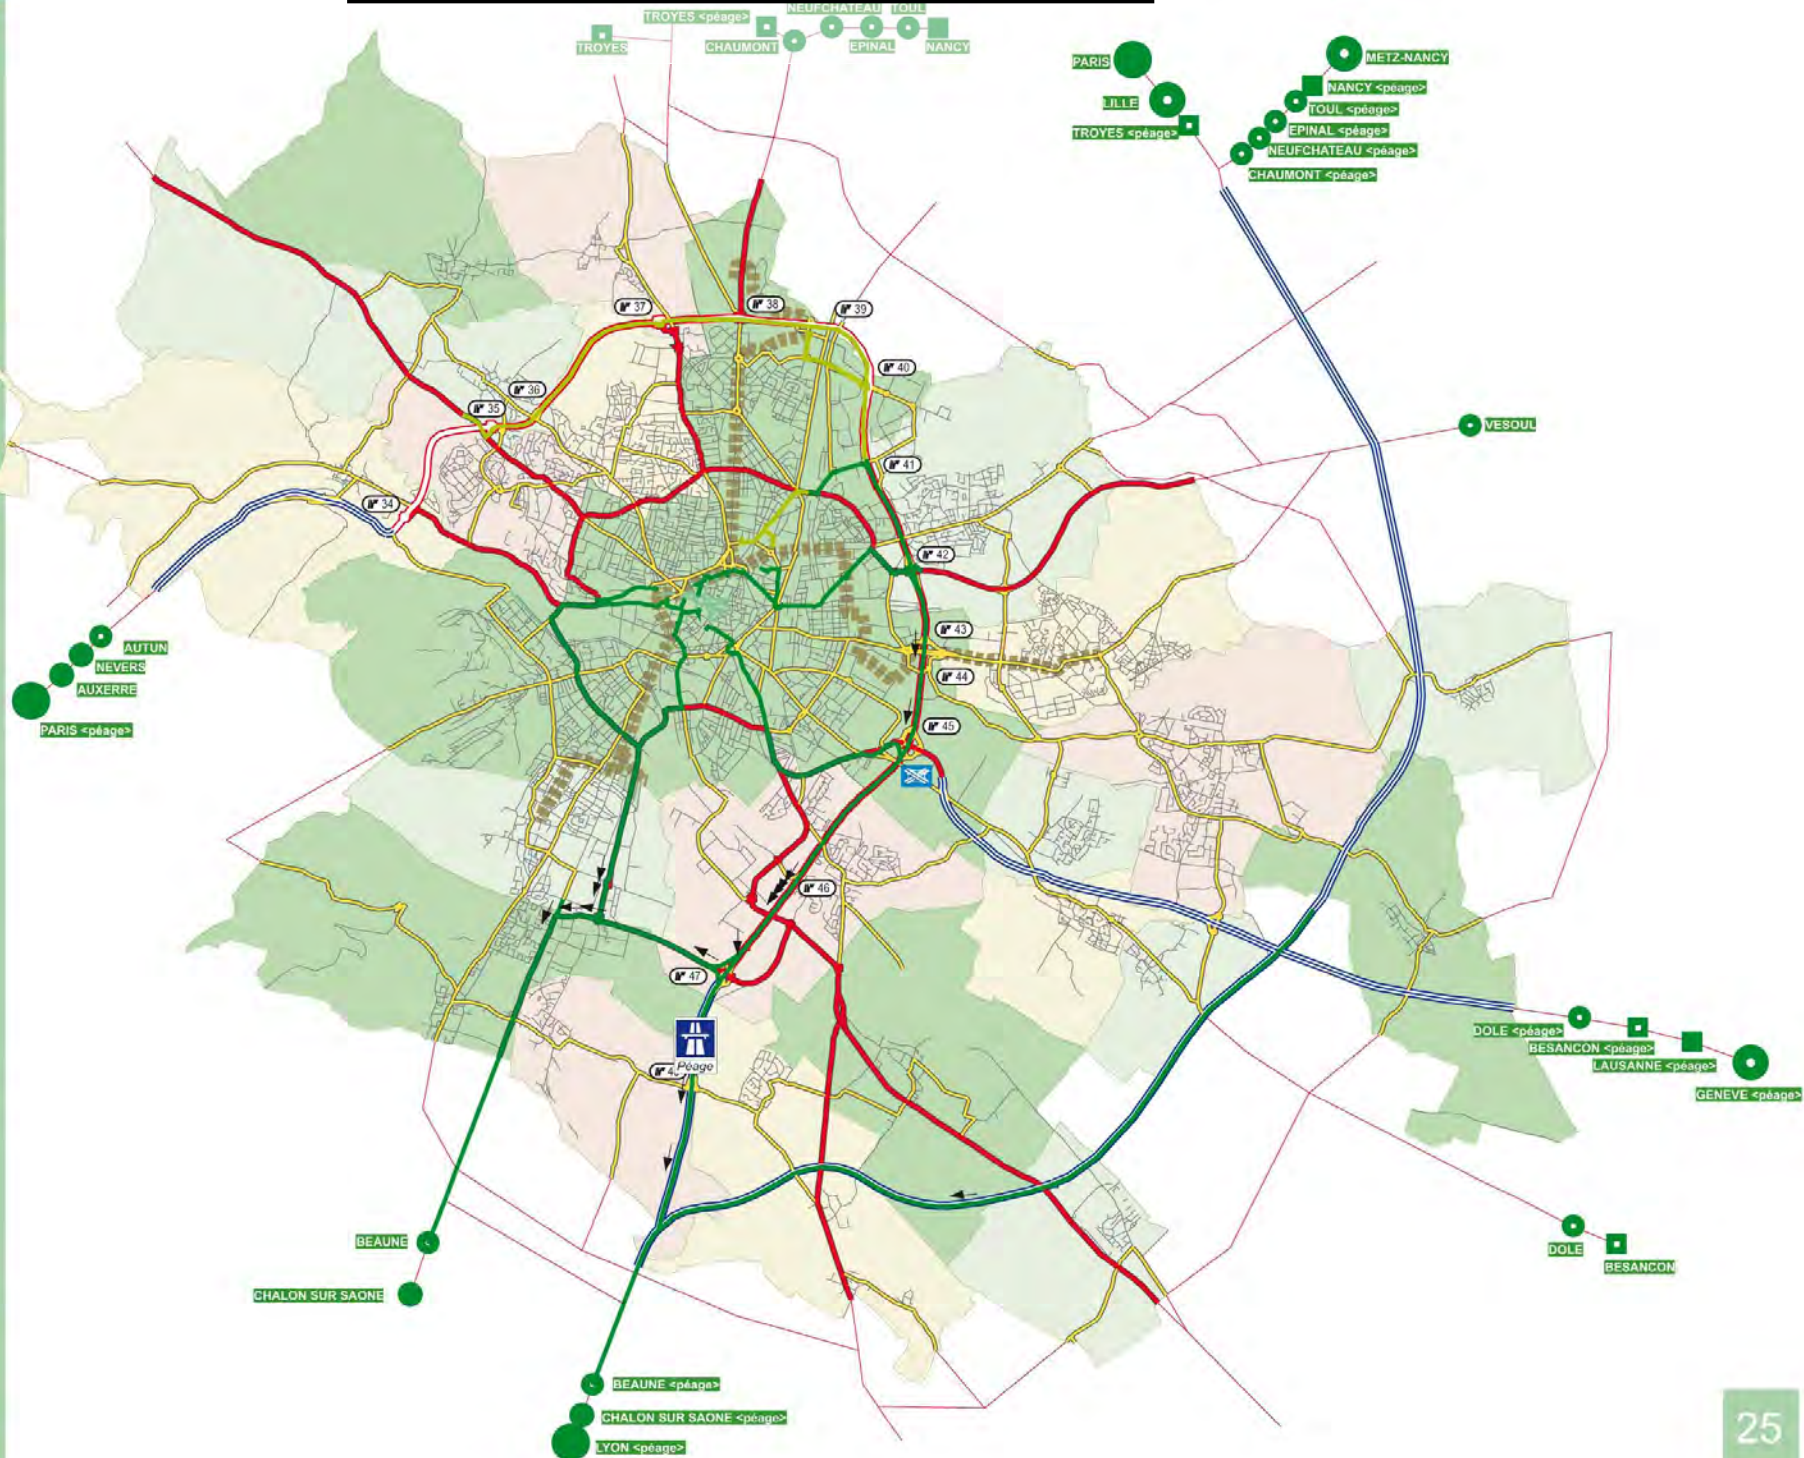 TROYES <péage>
NEUFCHATEAU
TOUL
TROYES
CHAUMONT
EPINAL
NANCY
PARIS
METZ-NANCY
LILLE
NANCY <péage>
TOUL <péage>
TROYES <péage>
EPINAL <péage>
NEUFCHATEAU <péage>
CHAUMONT <péage>
N° 37
N° 38
N° 39
N° 40
N° 36
N° 35
VESOUL
N° 41
N° 34
N° 42
N° 43
AUTUN
NEVERS
N° 44
AUXERRE
PARIS <péage>
N° 45
N° 46
N° 47
DOLE <péage>
BESANCON <péage>
LAUSANNE <péage>
Péage
GENEVE <péage>
BEAUNE
DOLE
BESANCON
CHALON SUR SAONE
BEAUNE <péage>
CHALON SUR SAONE <péage>
LYON <péage>
25